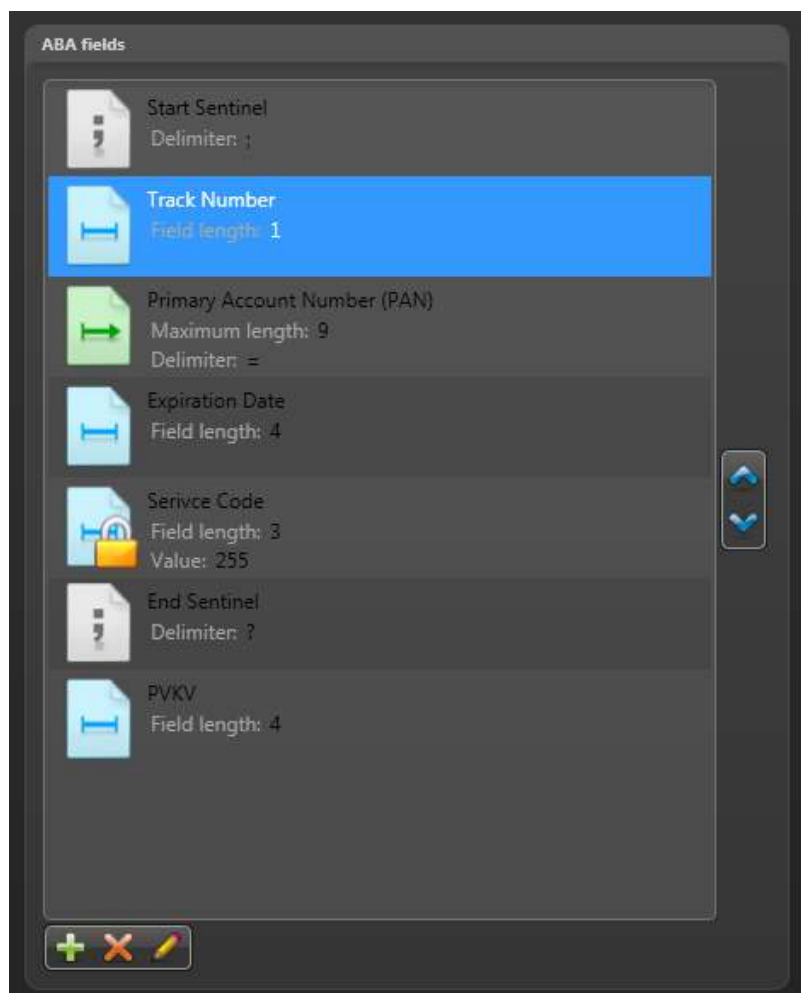 ABA fields
Start Sentinel
Delimiter: ;
Track Number
Field length: 1
Primary Account Number (PAN)
Maximum length: 9
Delimiter: =
Expiration Date
Field length: 4
Serivce Code
Field length: 3
Value: 255
End Sentinel
Delimiter: ?
PVKV
Field length: 4